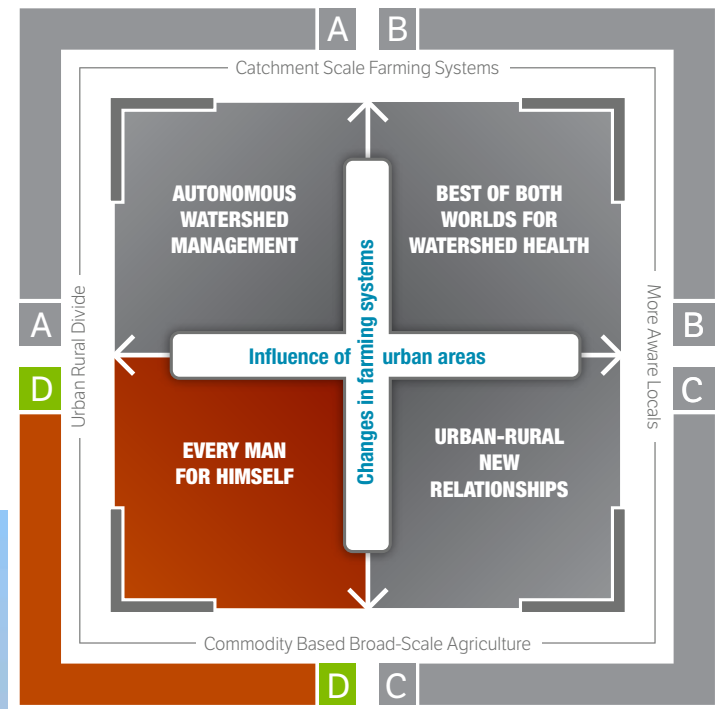 A B
Catchment Scale Farming Systems
AUTONOMOUS
WATERSHED
MANAGEMENT
BEST OF BOTH
WORLDS FOR
WATERSHED HEALTH
A
Urban Rural Divide
D
Influence of urban areas
Changes in farming systems
More Aware Locals
B
C
EVERY MAN
FOR HIMSELF
URBAN-RURAL
NEW
RELATIONSHIPS
Commodity Based Broad-Scale Agriculture
D C